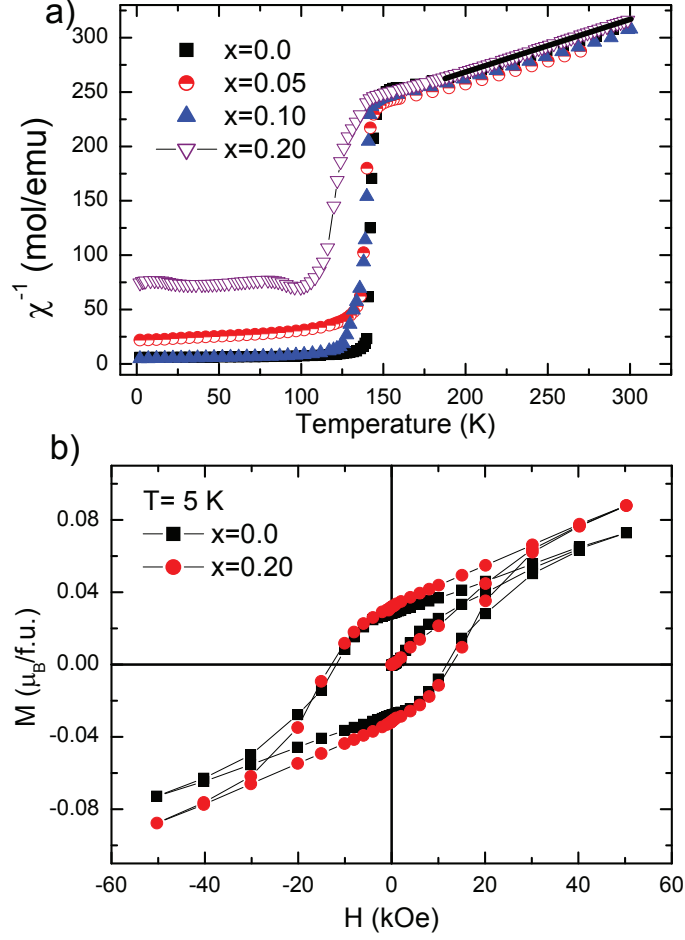 a)
300
250
200
150
100
50
0
χ⁻¹ (mol/emu)
x=0.0
x=0.05
x=0.10
x=0.20
0 50 100 150 200 250 300
Temperature (K)
b)
0.08
0.04
0.00
-0.04
-0.08
M (μB/f.u.)
T= 5 K
x=0.0
x=0.20
-60 -40 -20 0 20 40 60
H (kOe)